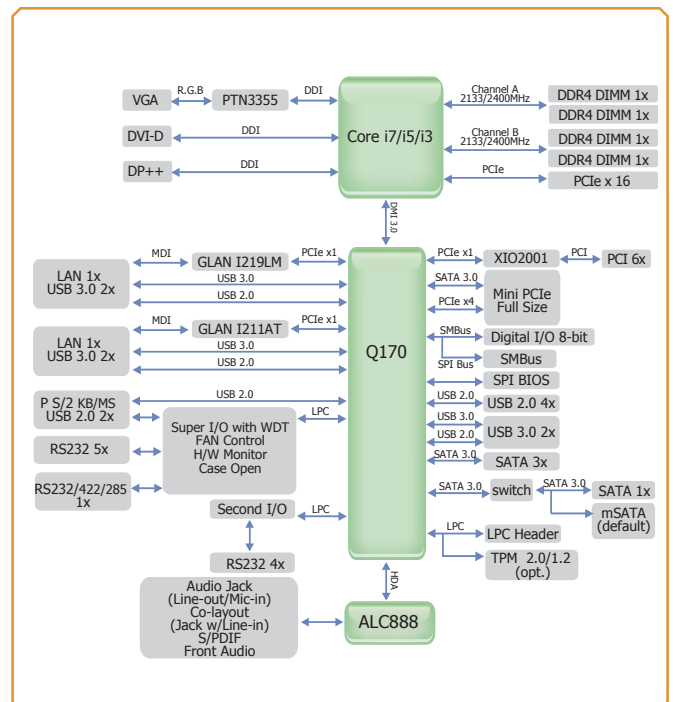 VGA
R.G.B
PTN3355
DDI
DVI-D
DDI
DP++
DDI
Core i7/i5/i3
Channel A
2133/2400MHz
DDR4 DIMM 1x
DDR4 DIMM 1x
Channel B
2133/2400MHz
DDR4 DIMM 1x
DDR4 DIMM 1x
PCIe
PCIe x 16
DMI 3.0
LAN 1x
USB 3.0 2x
MDI
GLAN I219LM
PCIe x1
USB 3.0
USB 2.0
LAN 1x
USB 3.0 2x
MDI
GLAN I211AT
PCIe x1
USB 3.0
USB 2.0
P S/2 KB/MS
USB 2.0 2x
USB 2.0
Super I/O with WDT
FAN Control
H/W Monitor
Case Open
LPC
RS232 5x
RS232/422/285
1x
Second I/O
LPC
RS232 4x
Q170
PCIe x1
XIO2001
PCI
PCI 6x
SATA 3.0
PCIe x4
Mini PCIe
Full Size
SMBus
Digital I/O 8-bit
SMBus
SPI Bus
SPI BIOS
USB 2.0
USB 2.0 4x
USB 3.0
USB 2.0
USB 3.0 2x
SATA 3.0
SATA 3x
SATA 3.0
switch
SATA 3.0
SATA 1x
mSATA
(default)
LPC
LPC Header
TPM 2.0/1.2
(opt.)
HDA
Audio Jack
(Line-out/Mic-in)
Co-layout
(Jack w/Line-in)
S/PDIF
Front Audio
ALC888